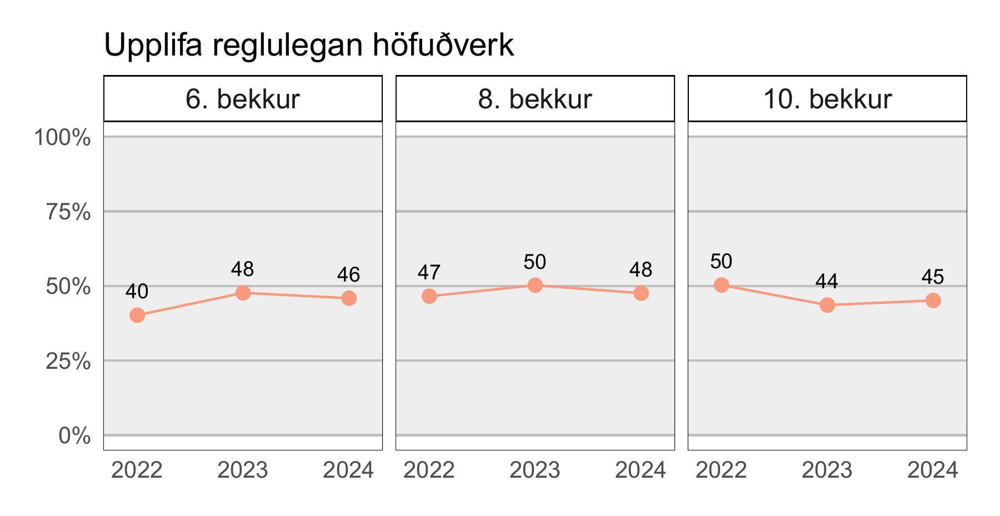 Upplifa reglulegan höfuðverk
6. bekkur 8. bekkur 10. bekkur
100%
75%
50%
25%
0%
40 48 46
47 50 48
50 44 45
2022 2023 2024 2022 2023 2024 2022 2023 2024